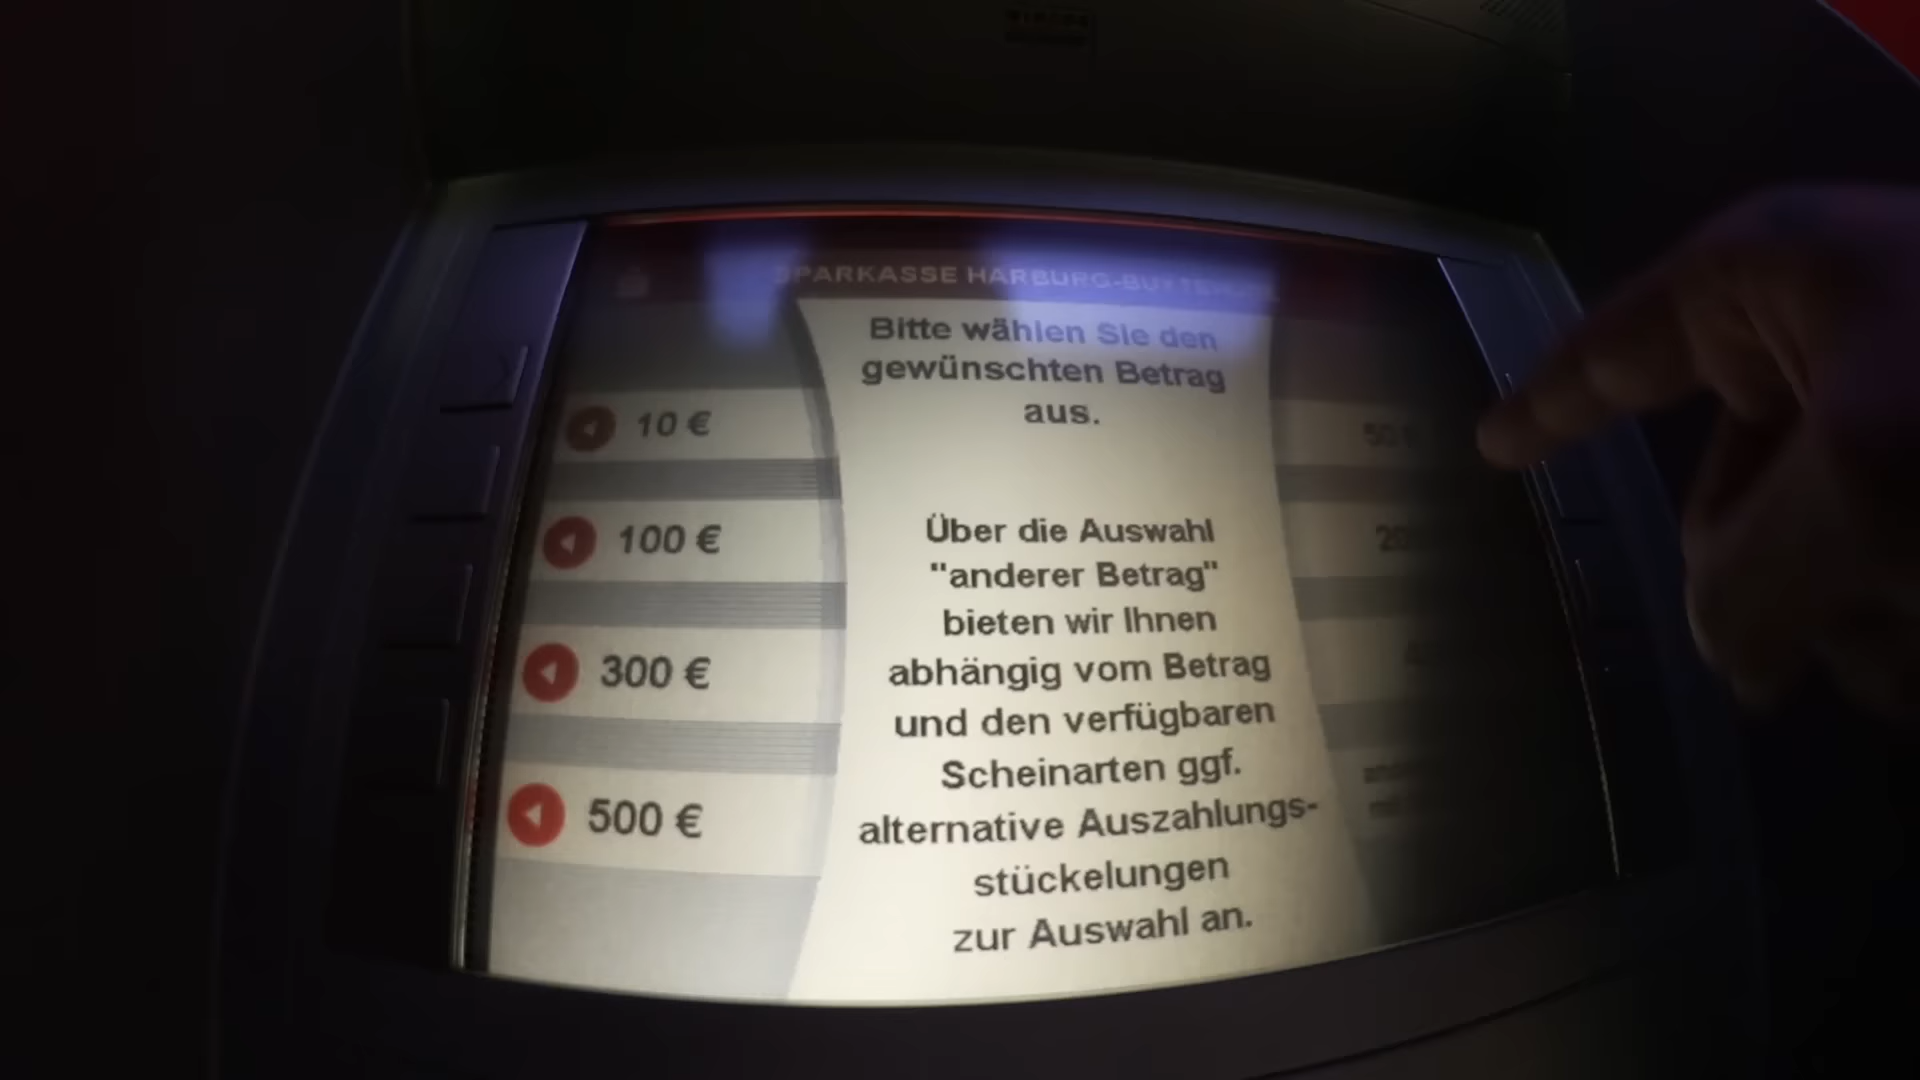 SPARKASSE HARBURG-BUXTEHUDE
Bitte wählen Sie den
gewünschten Betrag
aus.
10 €
100 €
300 €
500 €
Über die Auswahl
"anderer Betrag"
bieten wir Ihnen
abhängig vom Betrag
und den verfügbaren
Scheinarten ggf.
alternative Auszahlungs-
stückelungen
zur Auswahl an.